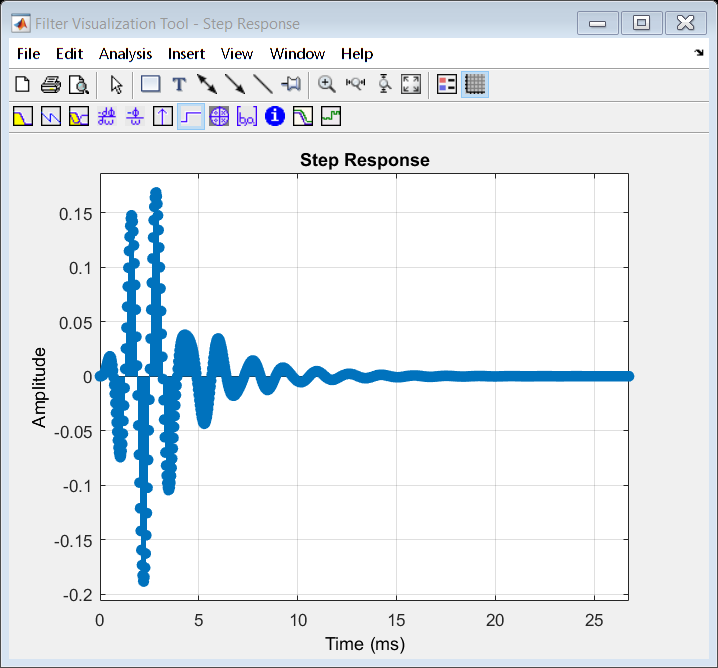 Filter Visualization Tool - Step Response
File Edit Analysis Insert View Window Help
T
[b,a]
i
Step Response
0.15
0.1
0.05
0
-0.05
-0.1
-0.15
-0.2
Amplitude
0 5 10 15 20 25
Time (ms)